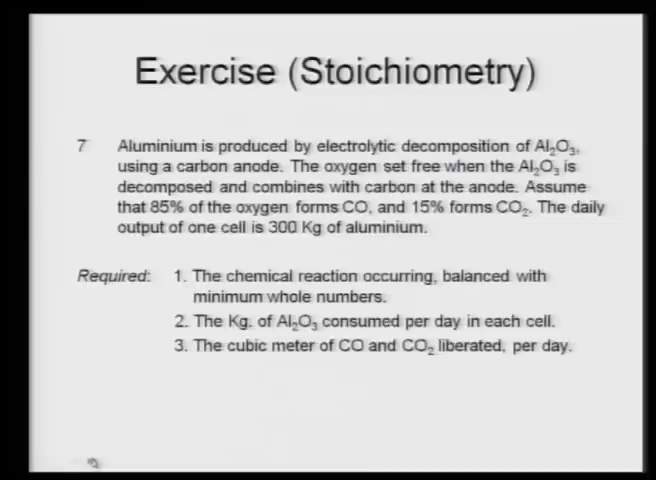 Exercise (Stoichiometry)
7 Aluminium is produced by electrolytic decomposition of Al₂O₃,
using a carbon anode. The oxygen set free when the Al₂O₃ is
decomposed and combines with carbon at the anode. Assume
that 85% of the oxygen forms CO, and 15% forms CO₂. The daily
output of one cell is 300 Kg of aluminium.
Required: 1. The chemical reaction occurring, balanced with
minimum whole numbers.
2. The Kg. of Al₂O₃ consumed per day in each cell.
3. The cubic meter of CO and CO₂ liberated, per day.